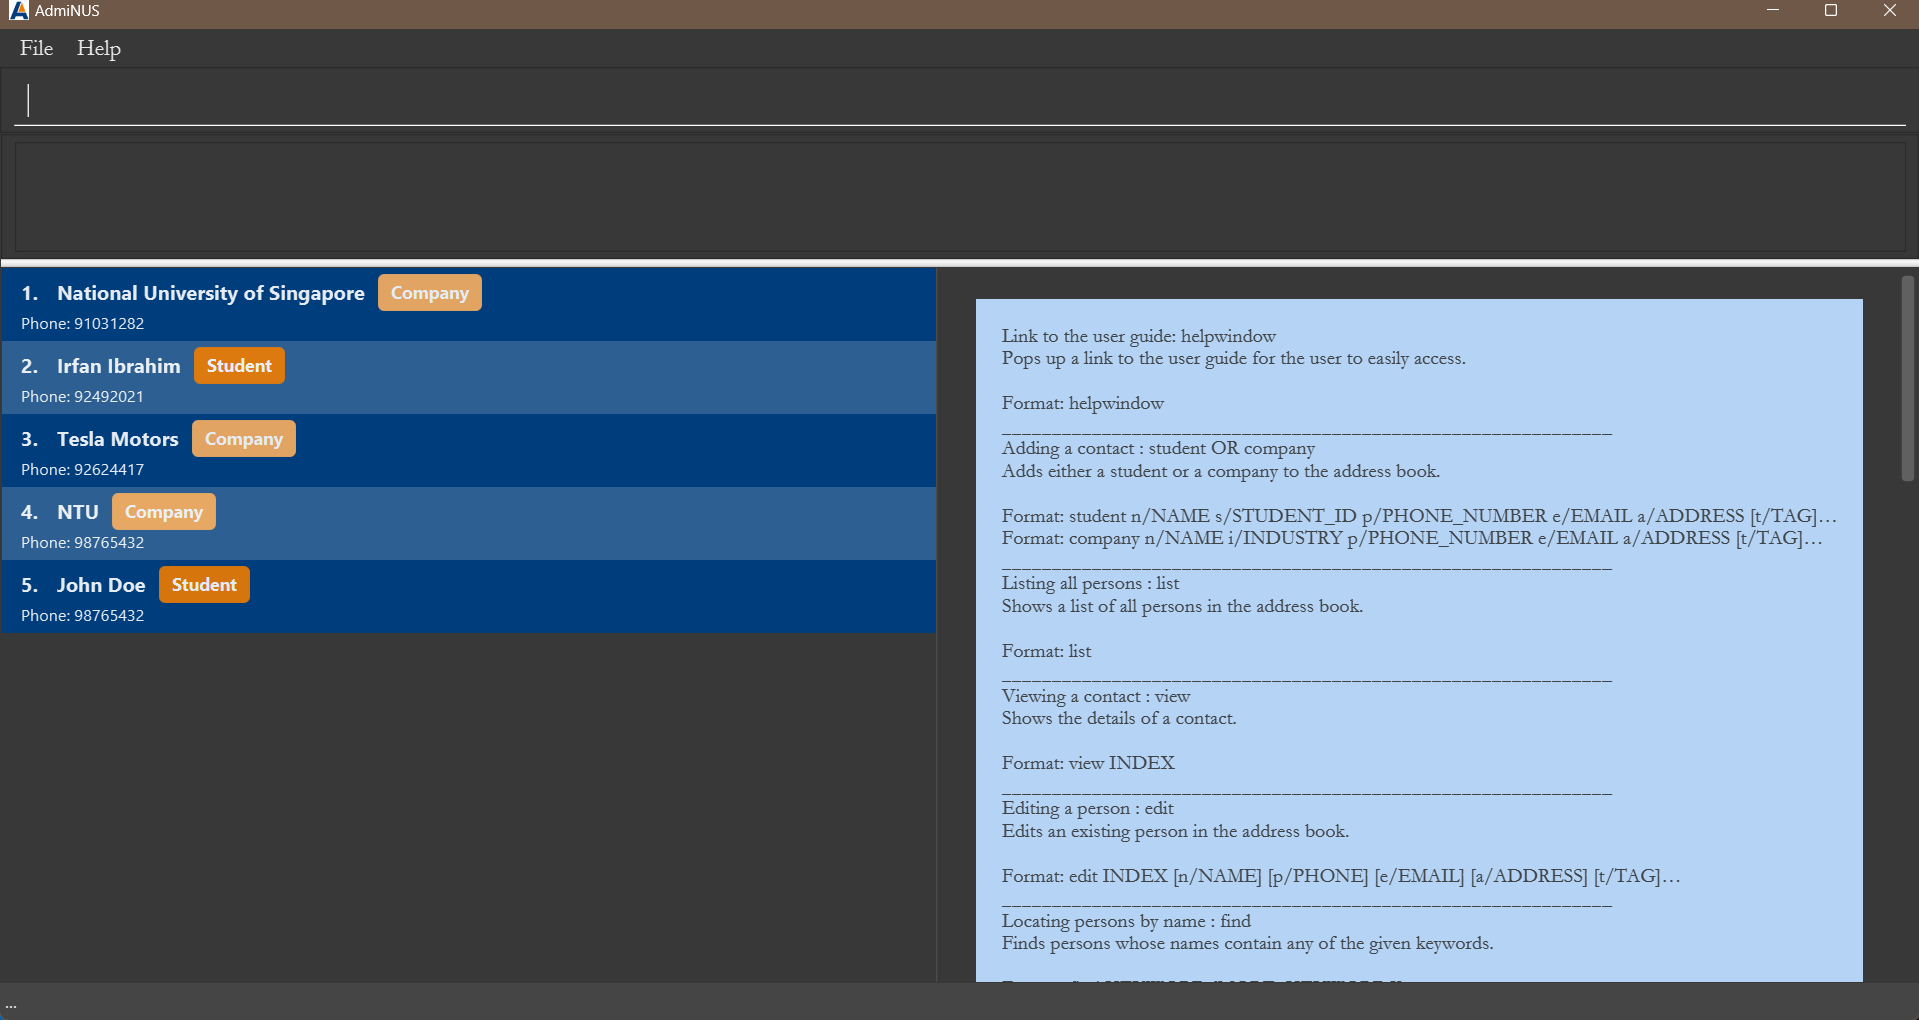 AdmiNUS
File Help
1. National University of Singapore Company
Phone: 91031282
2. Irfan Ibrahim Student
Phone: 92492021
3. Tesla Motors Company
Phone: 92624417
4. NTU Company
Phone: 98765432
5. John Doe Student
Phone: 98765432
Link to the user guide: helpwindow
Pops up a link to the user guide for the user to easily access.
Format: helpwindow
Adding a contact : student OR company
Adds either a student or a company to the address book.
Format: student n/NAME s/STUDENT_ID p/PHONE_NUMBER e/EMAIL a/ADDRESS [t/TAG]…
Format: company n/NAME i/INDUSTRY p/PHONE_NUMBER e/EMAIL a/ADDRESS [t/TAG]…
Listing all persons : list
Shows a list of all persons in the address book.
Format: list
Viewing a contact : view
Shows the details of a contact.
Format: view INDEX
Editing a person : edit
Edits an existing person in the address book.
Format: edit INDEX [n/NAME] [p/PHONE] [e/EMAIL] [a/ADDRESS] [t/TAG]…
Locating persons by name : find
Finds persons whose names contain any of the given keywords.
...